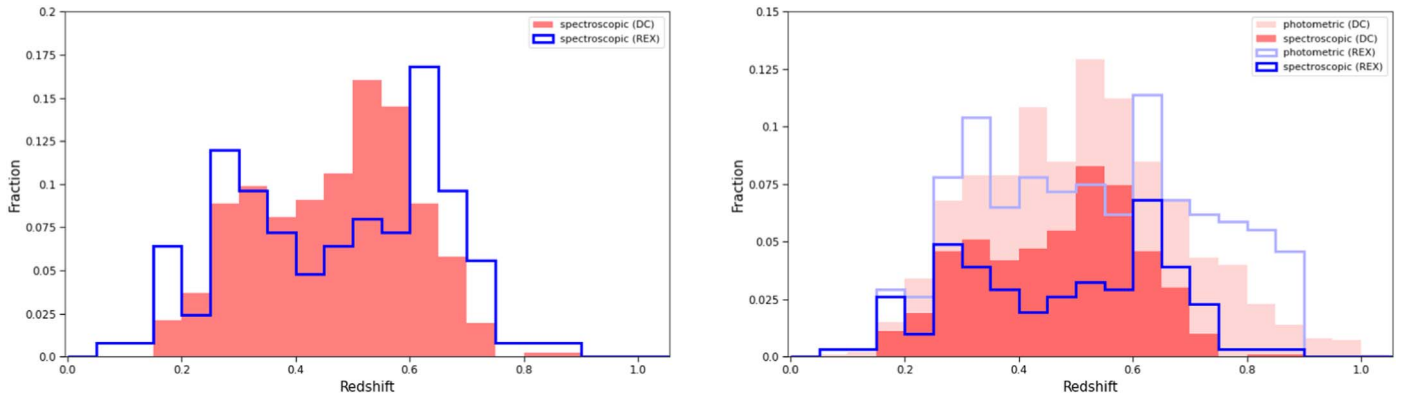 0.2
0.175
0.15
0.125
0.1
0.075
0.05
0.025
0.0
Fraction
0.0 0.2 0.4 0.6 0.8 1.0
Redshift
spectroscopic (DC)
spectroscopic (REX)
0.15
0.125
0.1
0.075
0.05
0.025
0.0
Fraction
0.0 0.2 0.4 0.6 0.8 1.0
Redshift
photometric (DC)
spectroscopic (DC)
photometric (REX)
spectroscopic (REX)